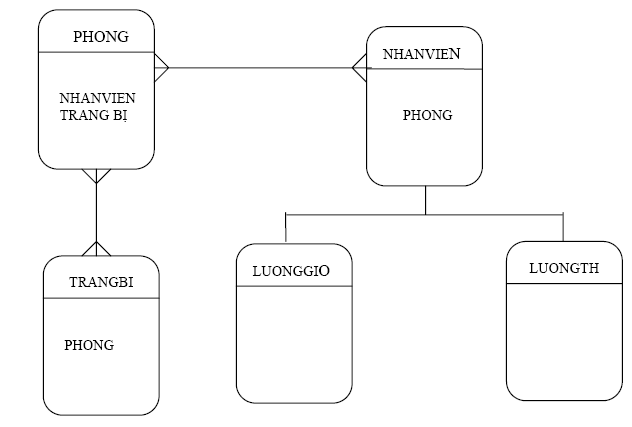 PHONG
NHANVIEN
TRANG BỊ
NHANVIEN
PHONG
TRANGBI
PHONG
LUONGGIO
LUONGTH